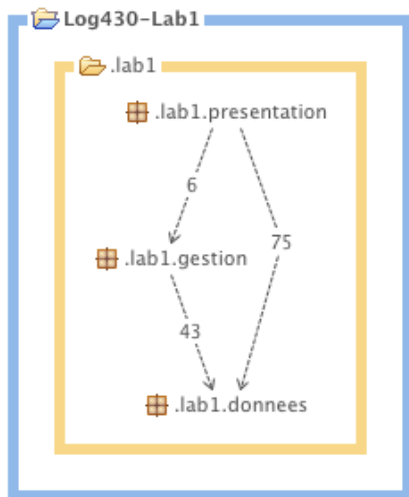 Log430-Lab1
.lab1
.lab1.presentation
6
75
.lab1.gestion
43
.lab1.donnees